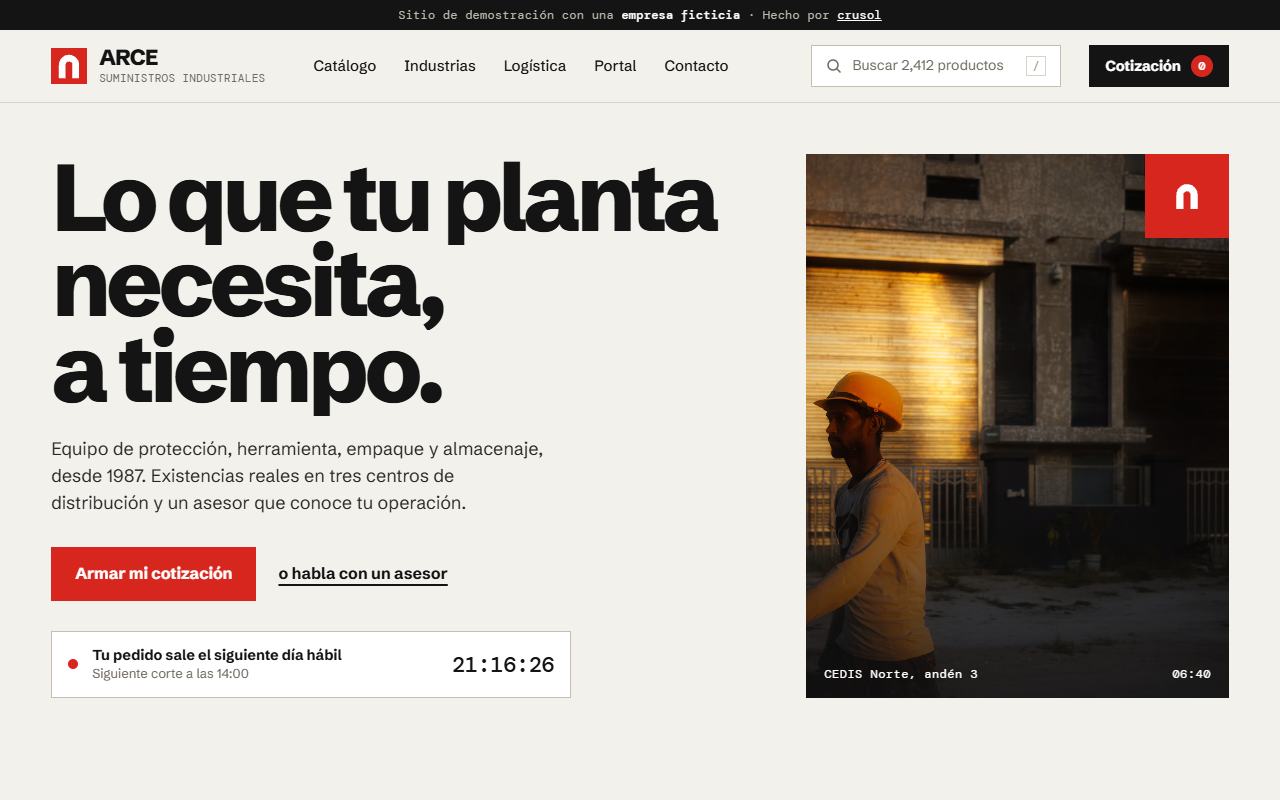 Sitio de demostración con una empresa ficticia · Hecho por crusol
ARCE
SUMINISTROS INDUSTRIALES
Catálogo
Industrias
Logística
Portal
Contacto
Buscar 2,412 productos
/
Cotización
0
Lo que tu planta
necesita,
a tiempo.
Equipo de protección, herramienta, empaque y almacenaje,
desde 1987. Existencias reales en tres centros de
distribución y un asesor que conoce tu operación.
Armar mi cotización
o habla con un asesor
Tu pedido sale el siguiente día hábil
Siguiente corte a las 14:00
21:16:26
CEDIS Norte, andén 3
06:40